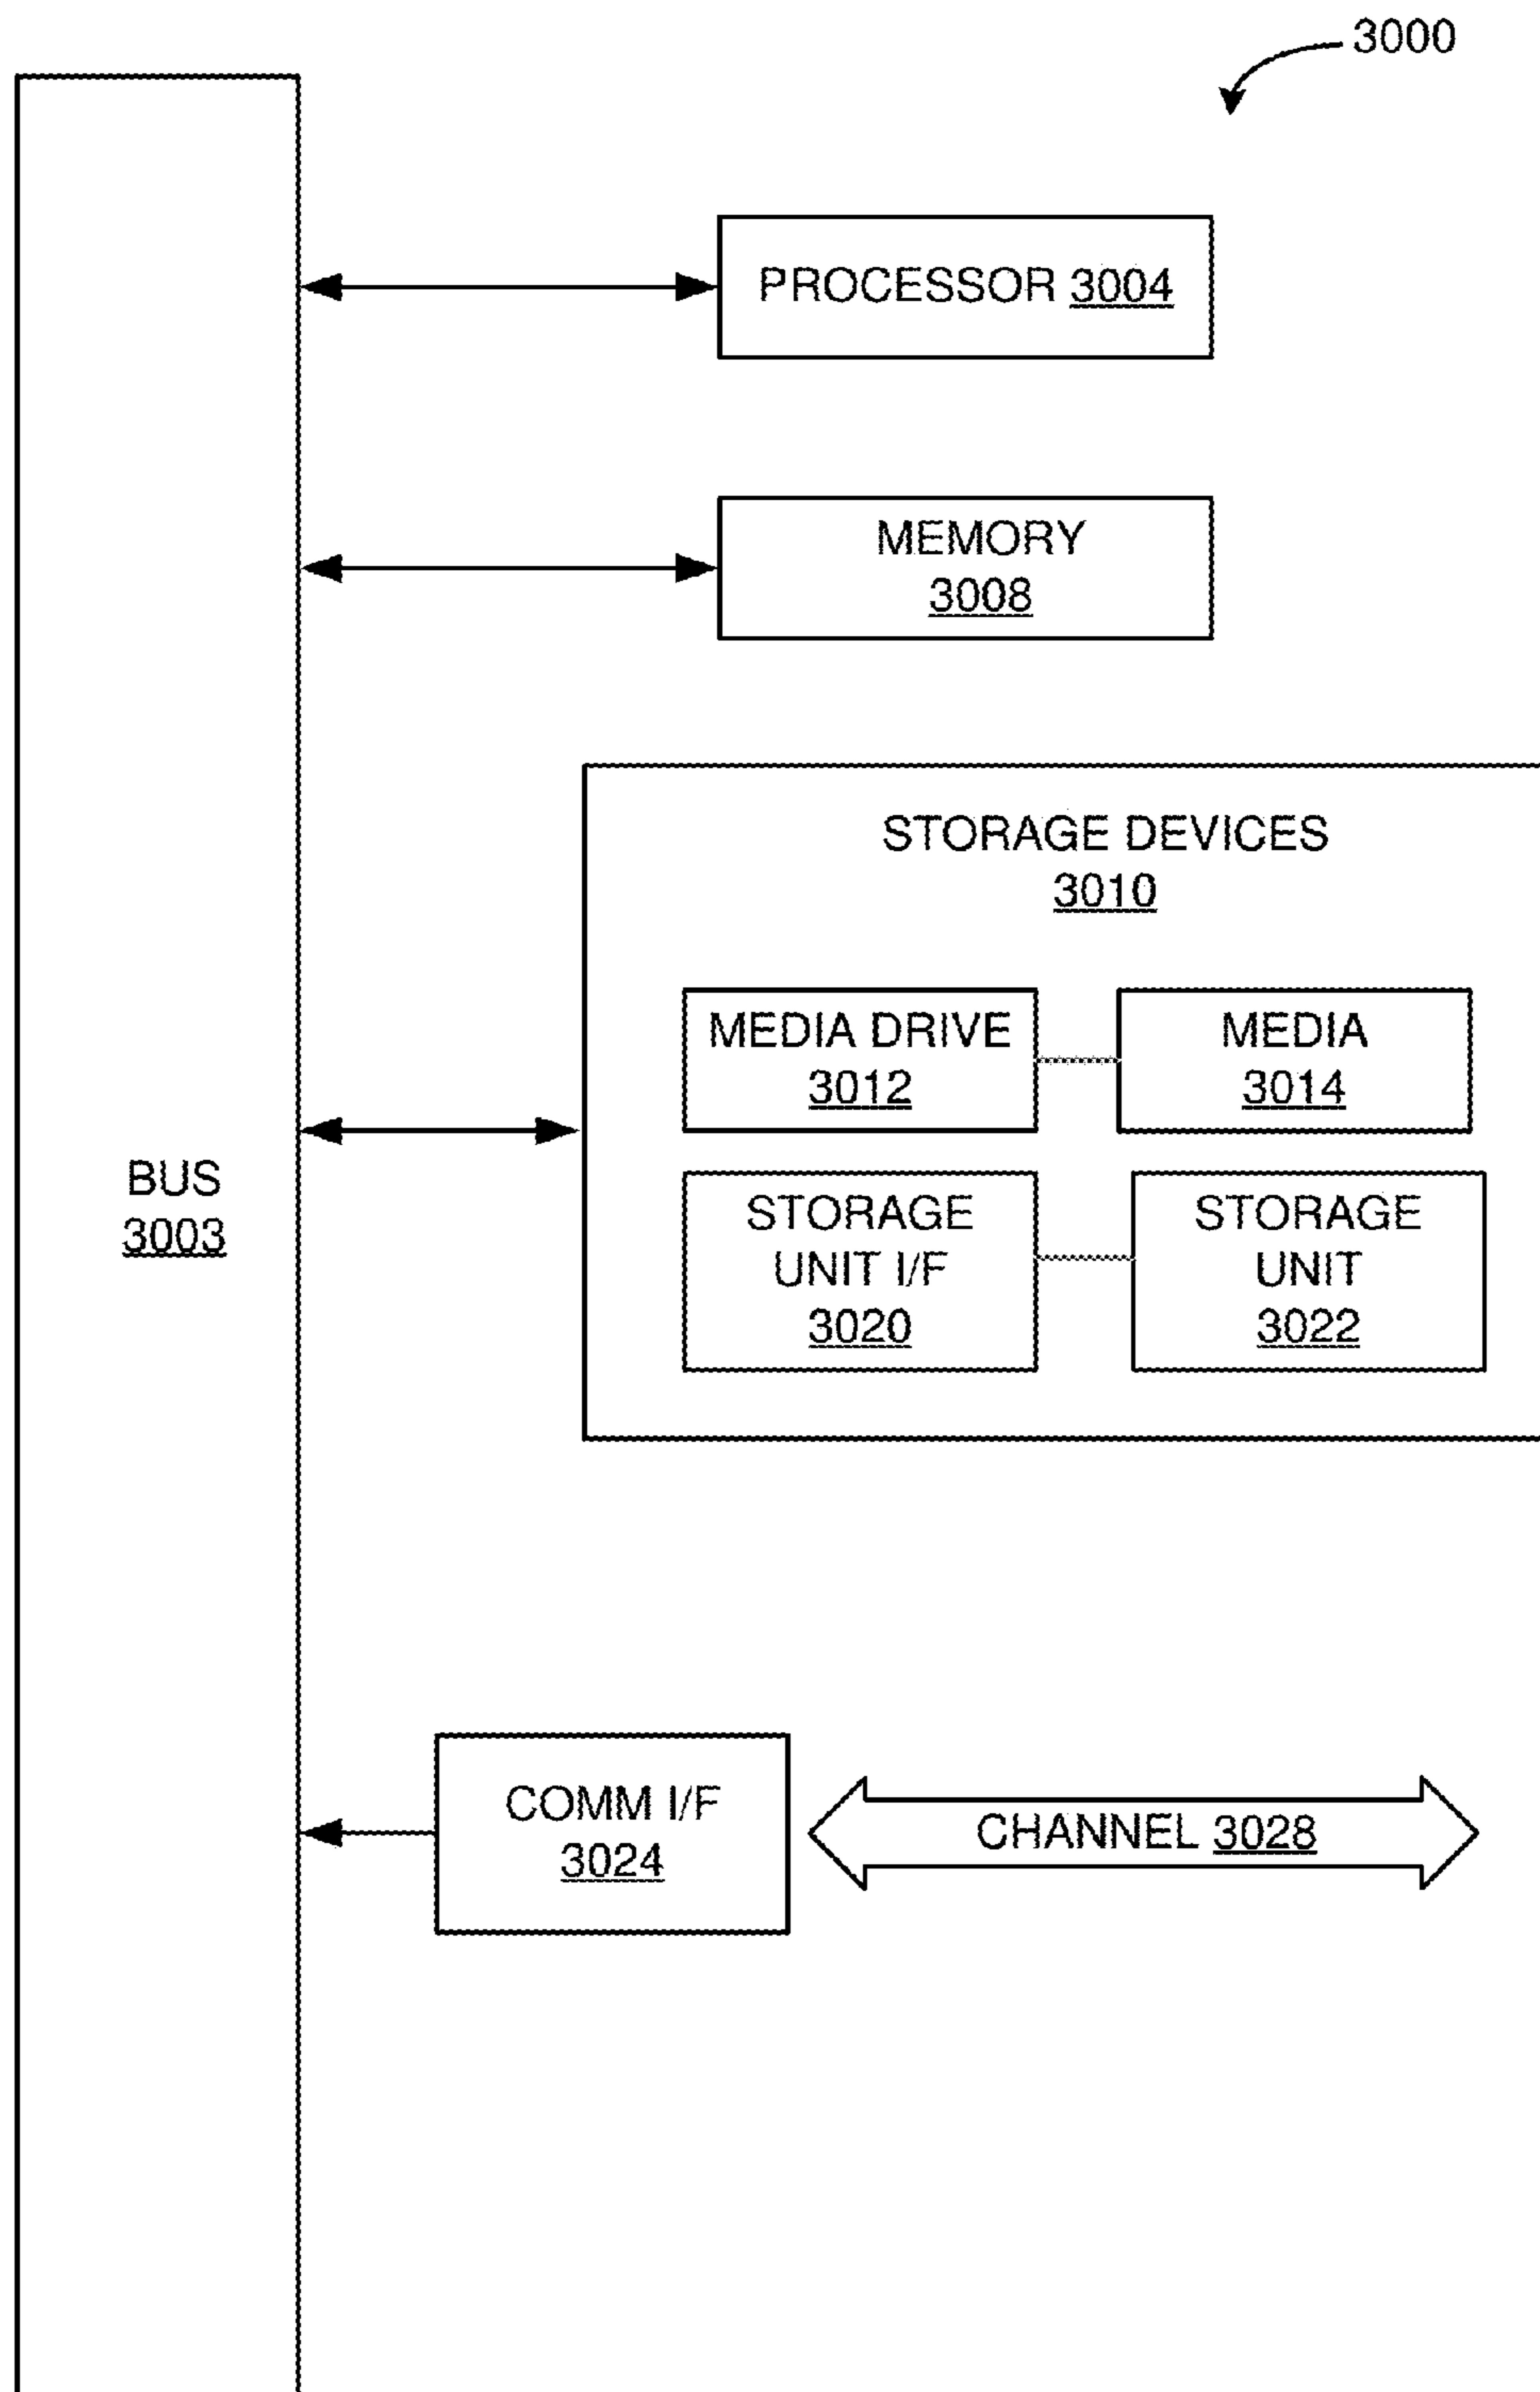 3000
PROCESSOR 3004
MEMORY
3008
STORAGE DEVICES
3010
MEDIA DRIVE
3012
MEDIA
3014
BUS
3003
STORAGE
UNIT I/F
3020
STORAGE
UNIT
3022
COMM I/F
3024
CHANNEL 3028